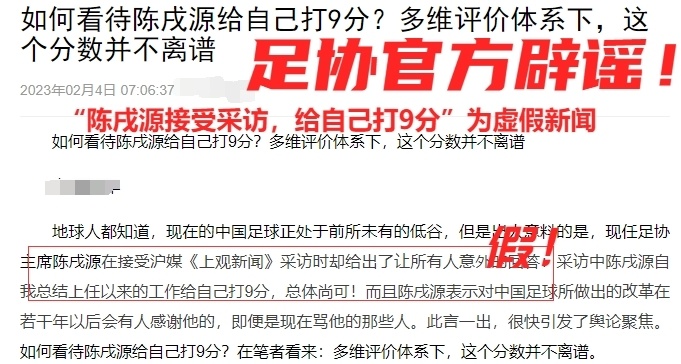 如何看待陈戌源给自己打9分？多维评价体系下，这
个分数并不离谱
足协官方辟谣！
2023年02月4日 07:06:37
“陈戌源接受采访，给自己打9分”为虚假新闻
如何看待陈戌源给自己打9分？多维评价体系下，这个分数并不离谱
地球人都知道，现在的中国足球正处于前所未有的低谷，但是出人意料的是，现任足协
主席陈戌源在接受沪媒《上观新闻》采访时却给出了让所有人意外的回答，采访中陈戌源自
假！
我总结上任以来的工作给自己打9分，总体尚可！而且陈戌源表示对中国足球所做出的改革在
若干年以后会有人感谢他的，即便是现在骂他的那些人。此言一出，很快引发了舆论聚焦。
如何看待陈戌源给自己打9分？在笔者看来：多维评价体系下，这个分数并不离谱。